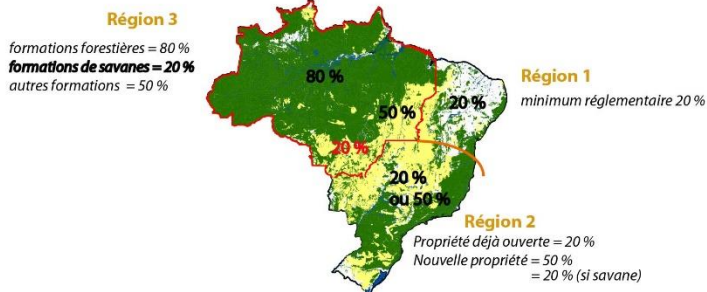 Région 3
formations forestières = 80 %
formations de savanes = 20 %
autres formations = 50 %
80 %
50 %
20 %
20 %
Région 1
minimum réglementaire 20 %
20 %
ou 50 %
Région 2
Propriété déjà ouverte = 20 %
Nouvelle propriété = 50 %
= 20 % (si savane)